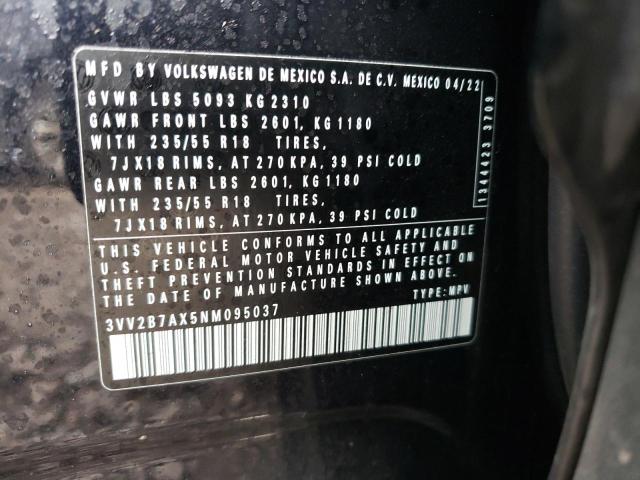 MFD BY VOLKSWAGEN DE MEXICO S.A. DE C.V. MEXICO 04/22
GVWR LBS 5093 KG 2310
GAWR FRONT LBS 2601, KG 1180
WITH 235/55 R18 TIRES,
7JX18 RIMS, AT 270 KPA, 39 PSI COLD
GAWR REAR LBS 2601, KG 1180
WITH 235/55 R18 TIRES,
7JX18 RIMS, AT 270 KPA, 39 PSI COLD
1344423 3709
THIS VEHICLE CONFORMS TO ALL APPLICABLE
U.S. FEDERAL MOTOR VEHICLE SAFETY AND
THEFT PREVENTION STANDARDS IN EFFECT ON
THE DATE OF MANUFACTURE SHOWN ABOVE.
3VV2B7AX5NM095037
TYPE: MPV